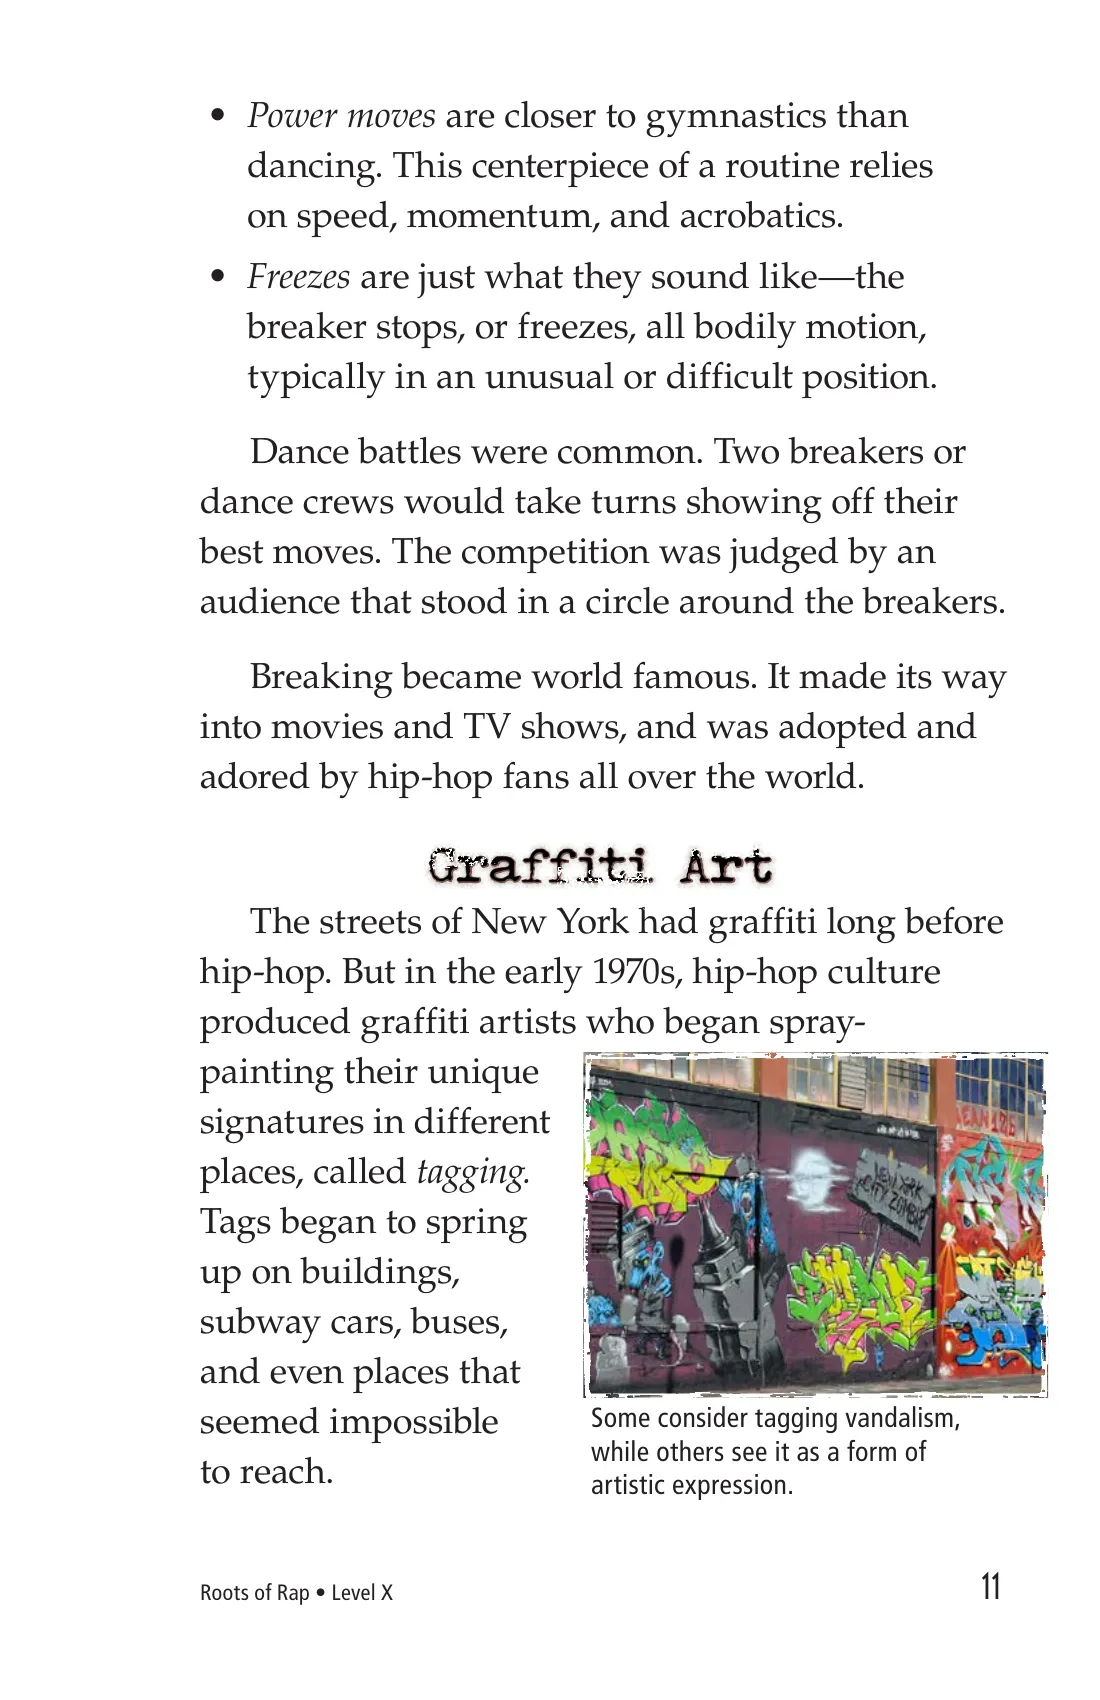 • Power moves are closer to gymnastics than
dancing. This centerpiece of a routine relies
on speed, momentum, and acrobatics.
• Freezes are just what they sound like—the
breaker stops, or freezes, all bodily motion,
typically in an unusual or difficult position.
Dance battles were common. Two breakers or
dance crews would take turns showing off their
best moves. The competition was judged by an
audience that stood in a circle around the breakers.
Breaking became world famous. It made its way
into movies and TV shows, and was adopted and
adored by hip-hop fans all over the world.
Graffiti Art
The streets of New York had graffiti long before
hip-hop. But in the early 1970s, hip-hop culture
produced graffiti artists who began spray-
painting their unique
signatures in different
places, called tagging.
Tags began to spring
up on buildings,
subway cars, buses,
and even places that
seemed impossible
to reach.
NEW YORK
CITY ZOMBIE
Some consider tagging vandalism,
while others see it as a form of
artistic expression.
Roots of Rap • Level X
11